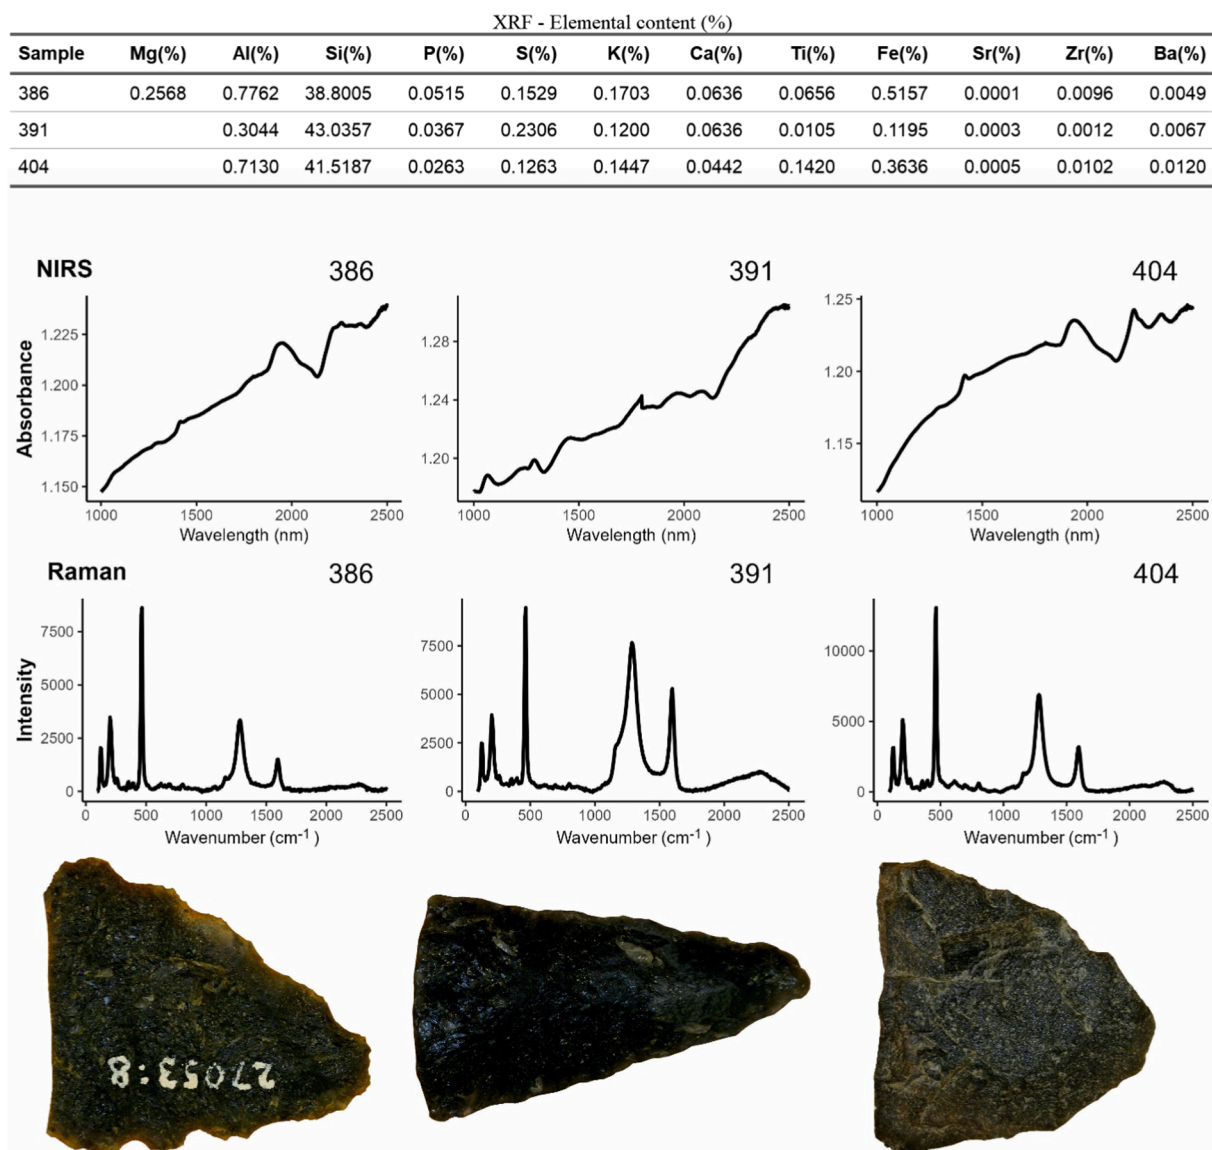 XRF - Elemental content (%)
Sample Mg(%) Al(%) Si(%) P(%) S(%) K(%) Ca(%) Ti(%) Fe(%) Sr(%) Zr(%) Ba(%)
386 0.2568 0.7762 38.8005 0.0515 0.1529 0.1703 0.0636 0.0656 0.5157 0.0001 0.0096 0.0049
391 0.3044 43.0357 0.0367 0.2306 0.1200 0.0636 0.0105 0.1195 0.0003 0.0012 0.0067
404 0.7130 41.5187 0.0263 0.1263 0.1447 0.0442 0.1420 0.3636 0.0005 0.0102 0.0120
NIRS 386 391 404
Absorbance
1.225
1.200
1.175
1.150
1000 1500 2000 2500
Wavelength (nm)
1.28
1.24
1.20
1000 1500 2000 2500
Wavelength (nm)
1.25
1.20
1.15
1000 1500 2000 2500
Wavelength (nm)
Raman 386 391 404
Intensity
7500
5000
2500
0
0 500 1000 1500 2000 2500
Wavenumber (cm-1 )
7500
5000
2500
0
0 500 1000 1500 2000 2500
Wavenumber (cm-1 )
10000
5000
0
0 500 1000 1500 2000 2500
Wavenumber (cm-1 )
27053:8